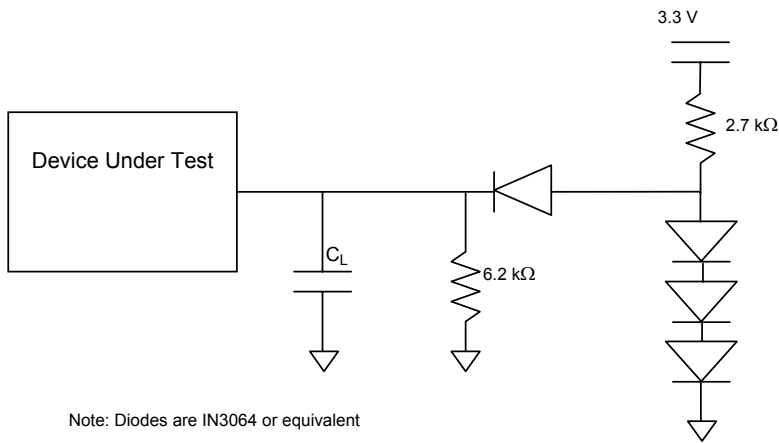 3.3 V
2.7 kΩ
Device Under Test
C_L
6.2 kΩ
Note: Diodes are IN3064 or equivalent